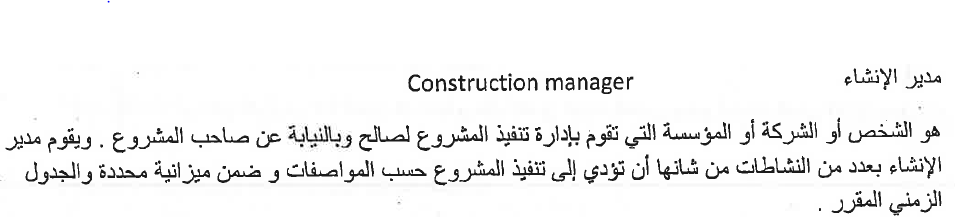 مدير الإنشاء Construction manager
هو الشخص أو الشركة أو المؤسسة التي تقوم بإدارة تنفيذ المشروع لصالح وبالنيابة عن صاحب المشروع . ويقوم مدير
الإنشاء بعدد من النشاطات من شانها أن تؤدي إلى تنفيذ المشروع حسب المواصفات و ضمن ميزانية محددة والجدول
الزمني المقرر .